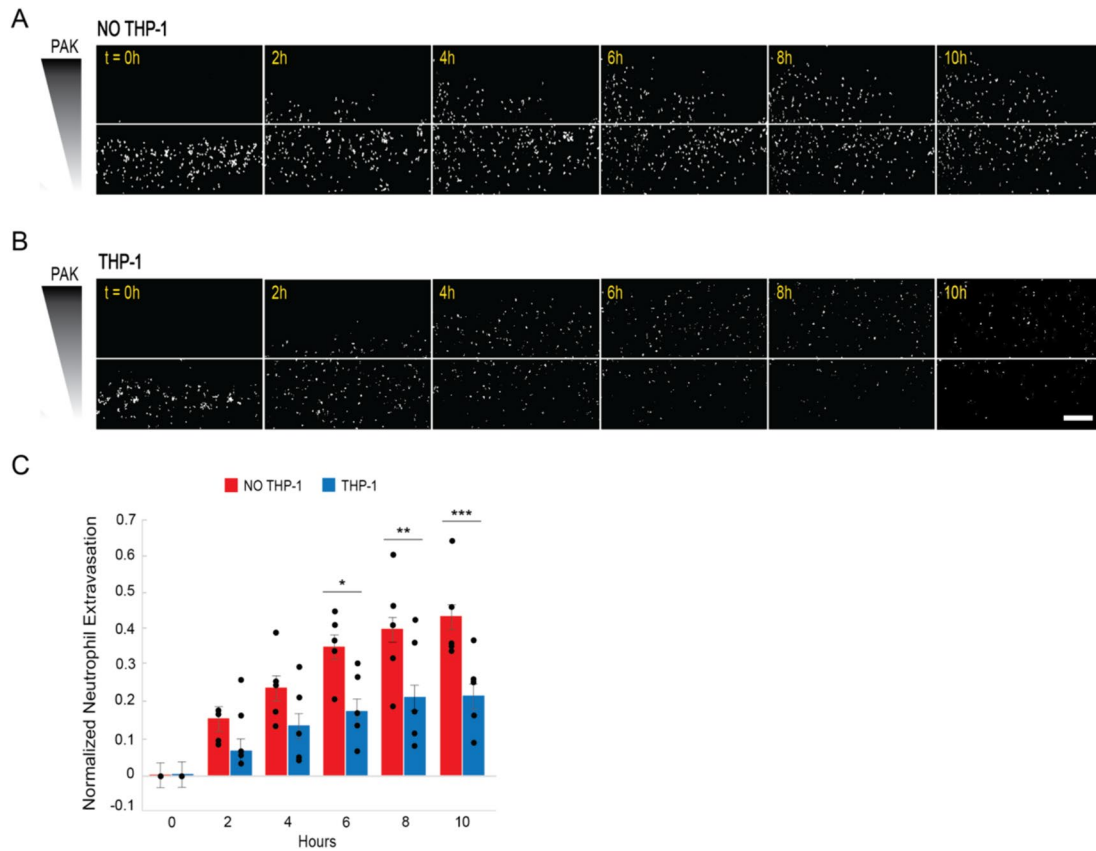 A
NO THP-1
PAK
t = 0h 2h 4h 6h 8h 10h
B
THP-1
PAK
t = 0h 2h 4h 6h 8h 10h
C
NO THP-1 THP-1
Normalized Neutrophil Extravasation
0.7
0.6
0.5
0.4
0.3
0.2
0.1
0
-0.1
* ** ***
0 2 4 6 8 10
Hours